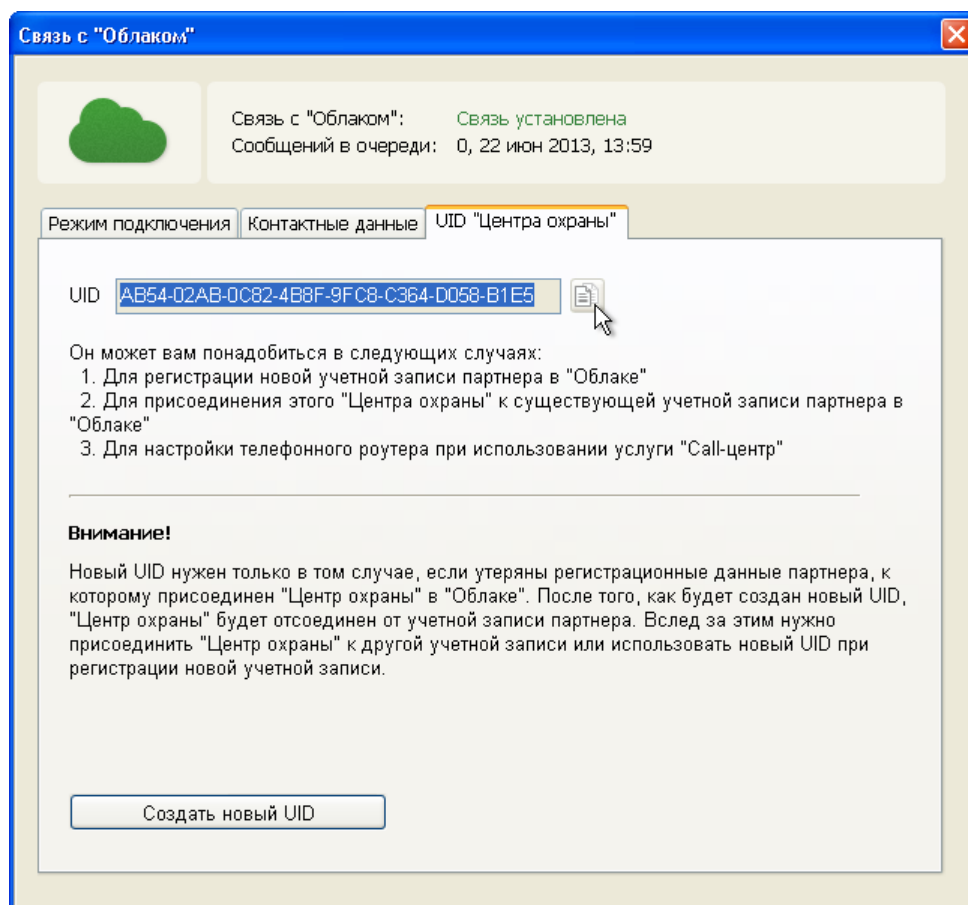 Связь с "Облаком"
Связь с "Облаком": Связь установлена
Сообщений в очереди: 0, 22 июн 2013, 13:59
Режим подключения Контактные данные UID "Центра охраны"
UID AB54-02AB-0C82-4B8F-9FC8-C364-D058-B1E5
Он может вам понадобиться в следующих случаях:
1. Для регистрации новой учетной записи партнера в "Облаке"
2. Для присоединения этого "Центра охраны" к существующей учетной записи партнера в
"Облаке"
3. Для настройки телефонного роутера при использовании услуги "Call-центр"
Внимание!
Новый UID нужен только в том случае, если утеряны регистрационные данные партнера, к
которому присоединен "Центр охраны" в "Облаке". После того, как будет создан новый UID,
"Центр охраны" будет отсоединен от учетной записи партнера. Вслед за этим нужно
присоединить "Центр охраны" к другой учетной записи или использовать новый UID при
регистрации новой учетной записи.
Создать новый UID